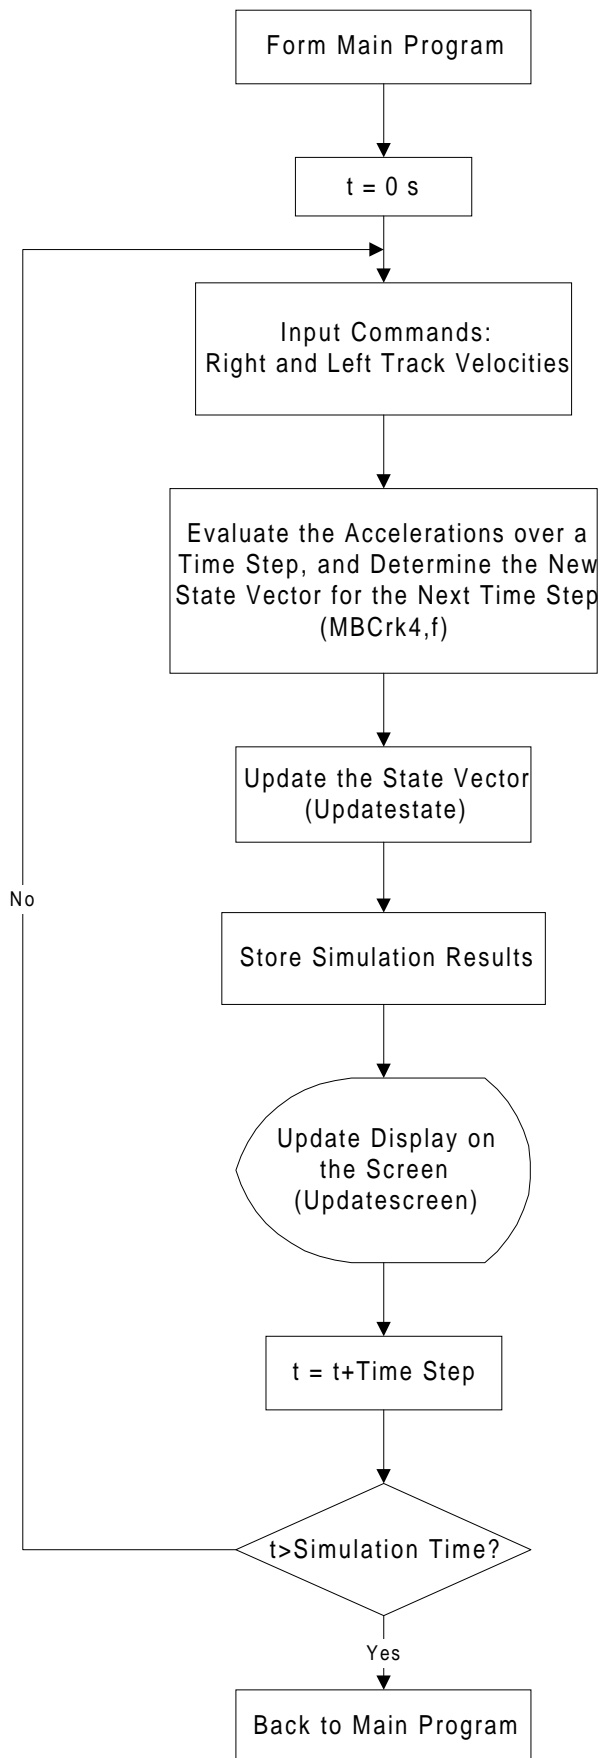 Form Main Program
t = 0 s
Input Commands:
Right and Left Track Velocities
Evaluate the Accelerations over a
Time Step, and Determine the New
State Vector for the Next Time Step
(MBCrk4,f)
Update the State Vector
(Updatestate)
No
Store Simulation Results
Update Display on
the Screen
(Updatescreen)
t = t+Time Step
t>Simulation Time?
Yes
Back to Main Program